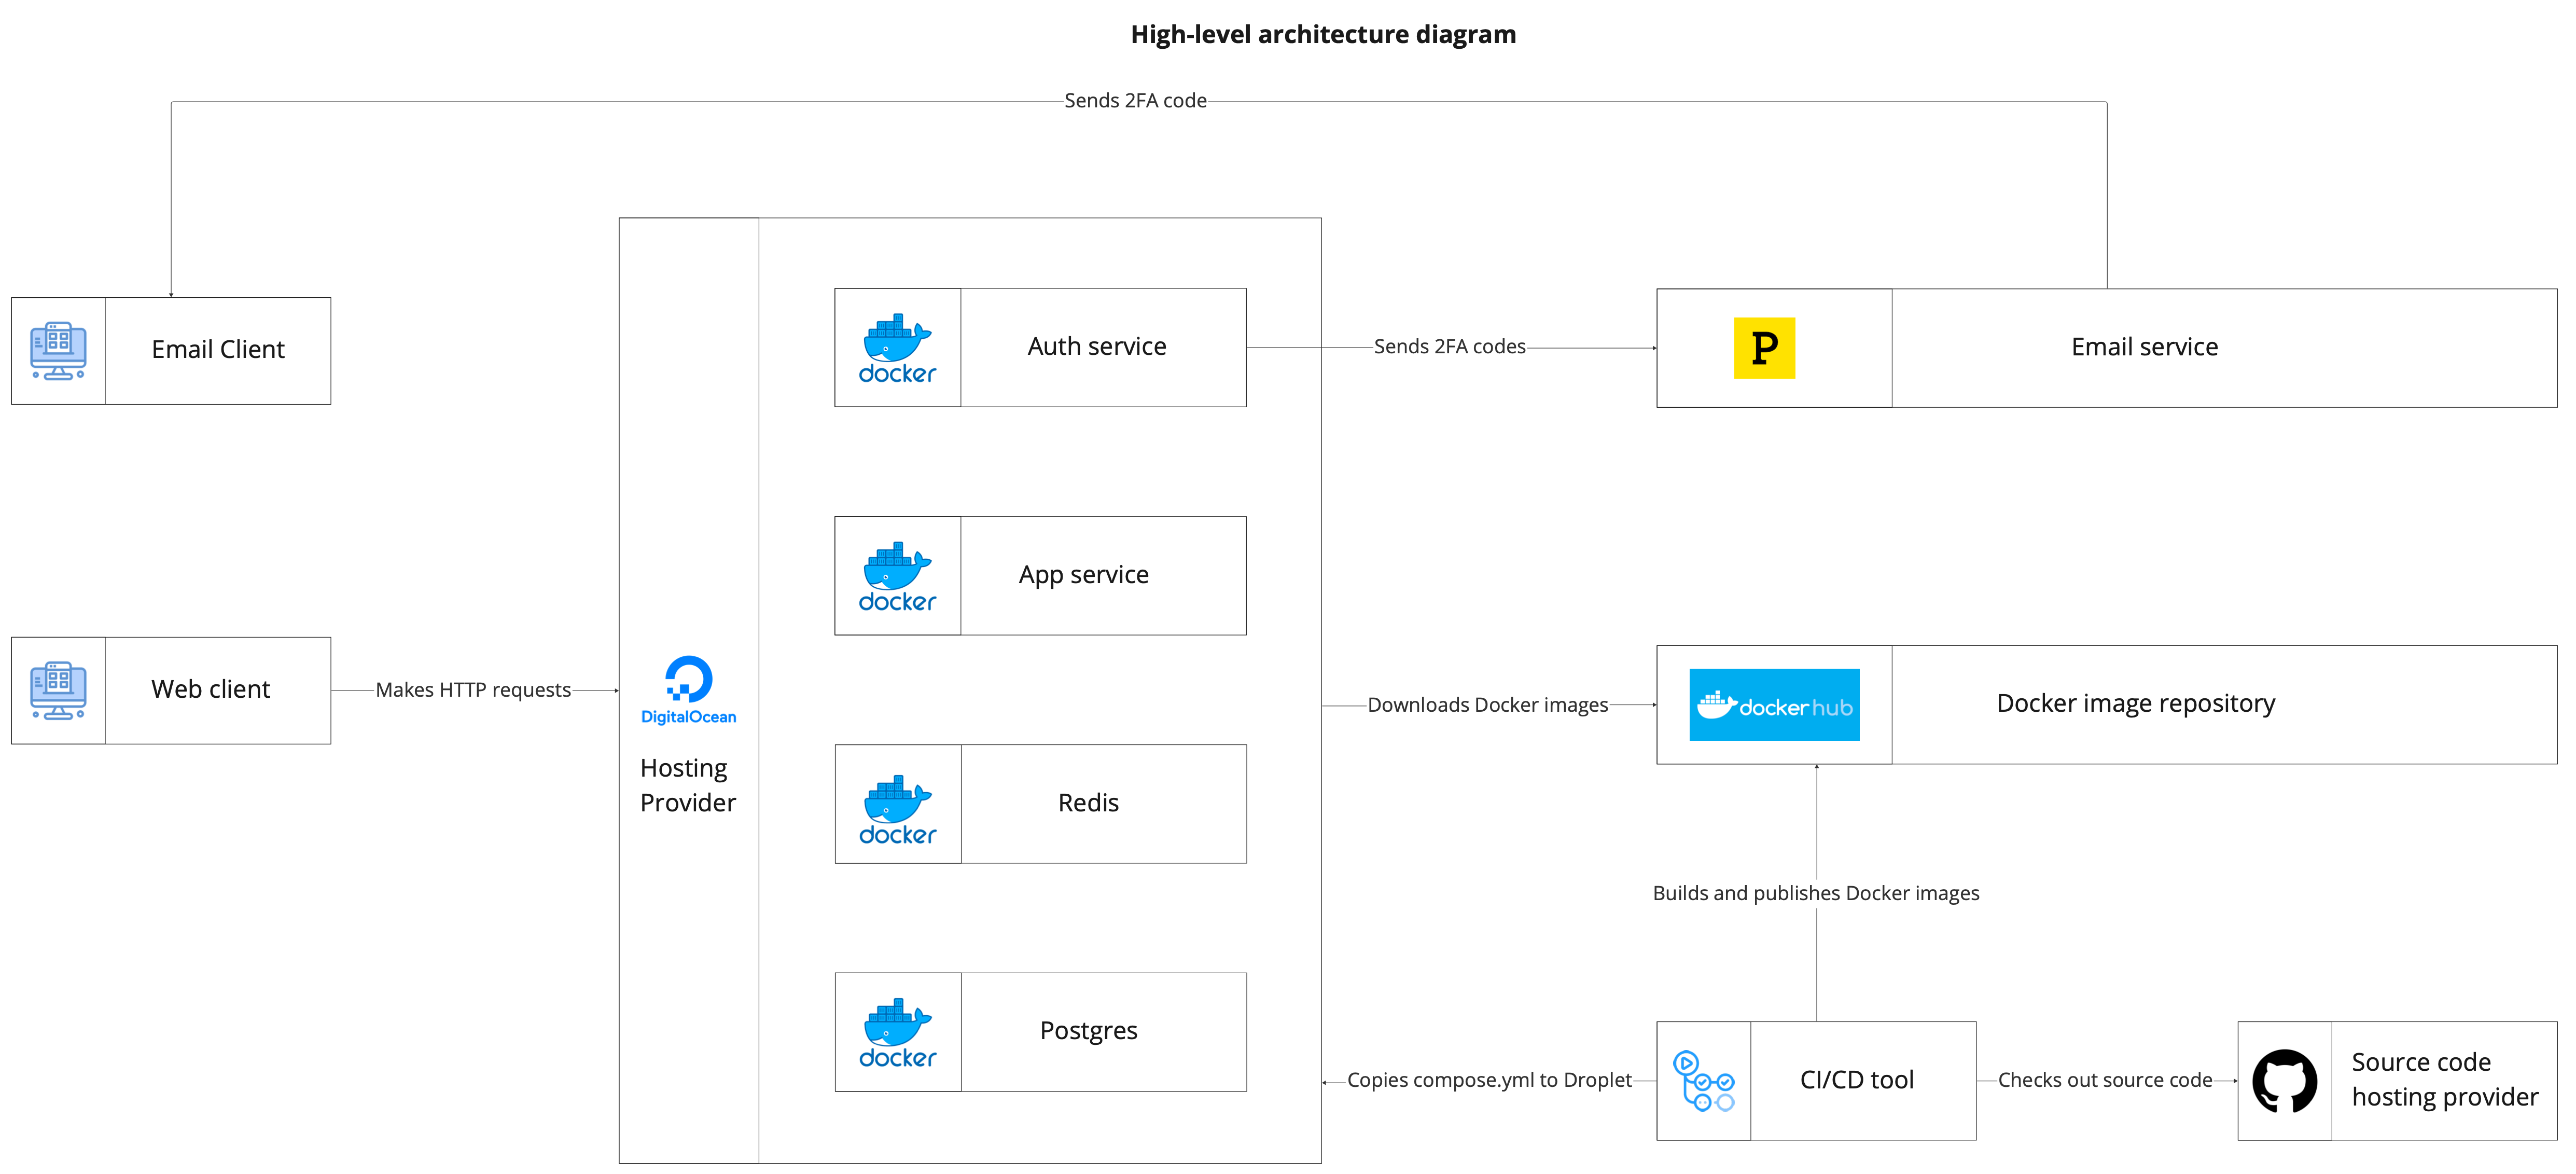 High-level architecture diagram
Sends 2FA code
Email Client
docker
Auth service
Sends 2FA codes
P
Email service
docker
App service
Web client
Makes HTTP requests
DigitalOcean
Hosting
Provider
Downloads Docker images
dockerhub
Docker image repository
docker
Redis
Builds and publishes Docker images
docker
Postgres
Copies compose.yml to Droplet
CI/CD tool
Checks out source code
Source code
hosting provider